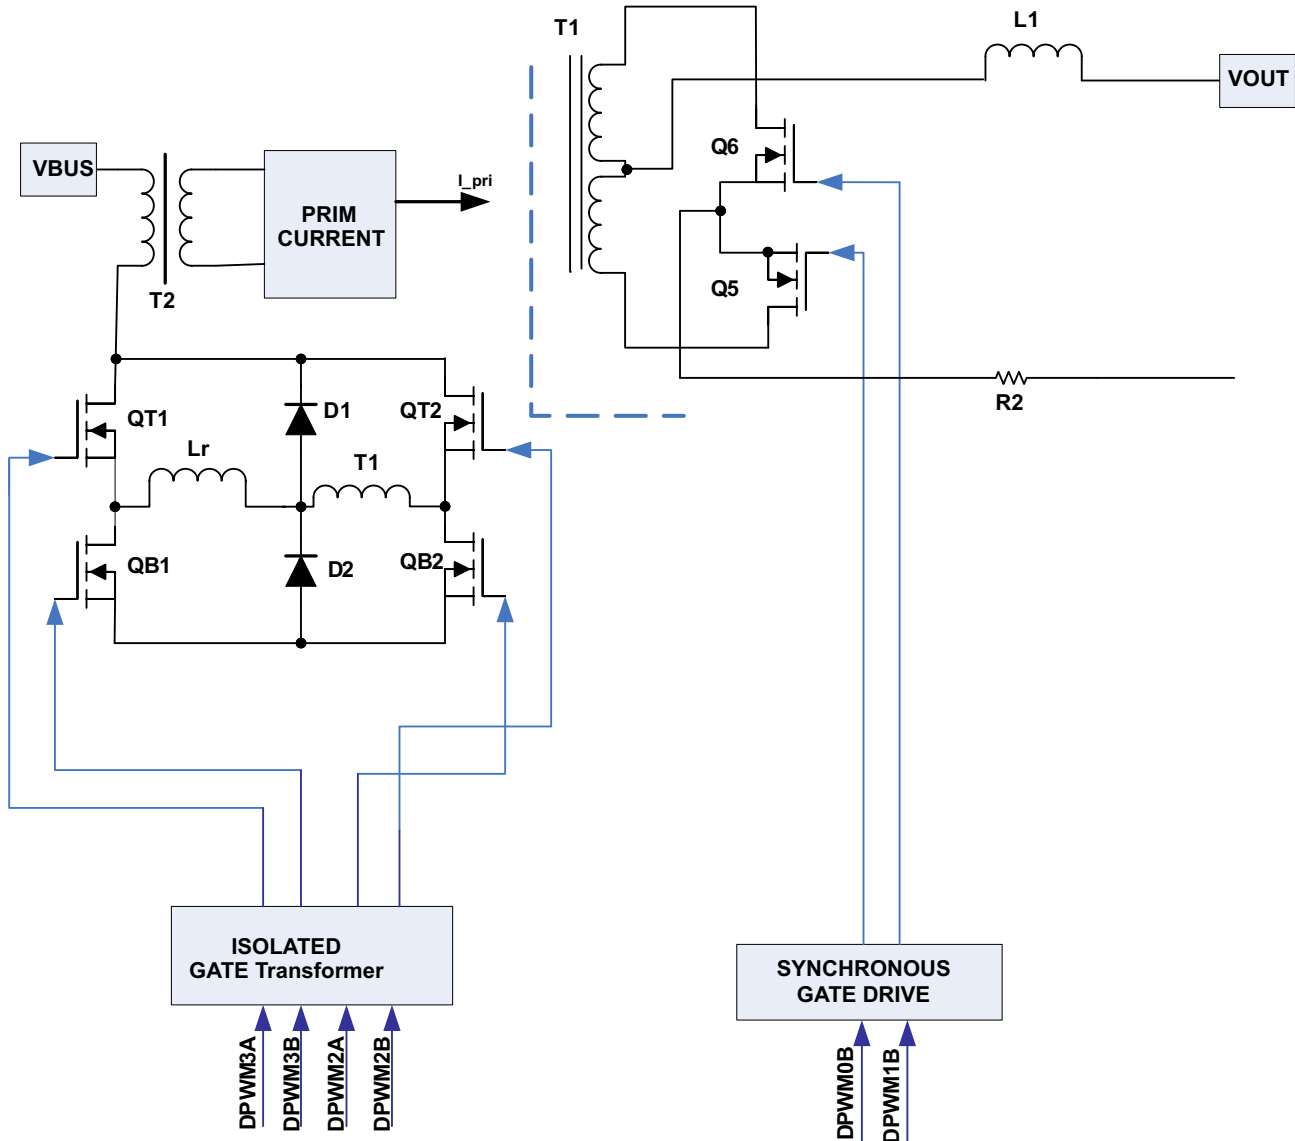 T1
L1
VOUT
Q6
VBUS
I_pri
PRIM
CURRENT
T2
Q5
R2
QT1
D1
QT2
Lr
T1
QB1
D2
QB2
ISOLATED
GATE Transformer
SYNCHRONOUS
GATE DRIVE
DPWM3A
DPWM3B
DPWM2A
DPWM2B
DPWM0B
DPWM1B